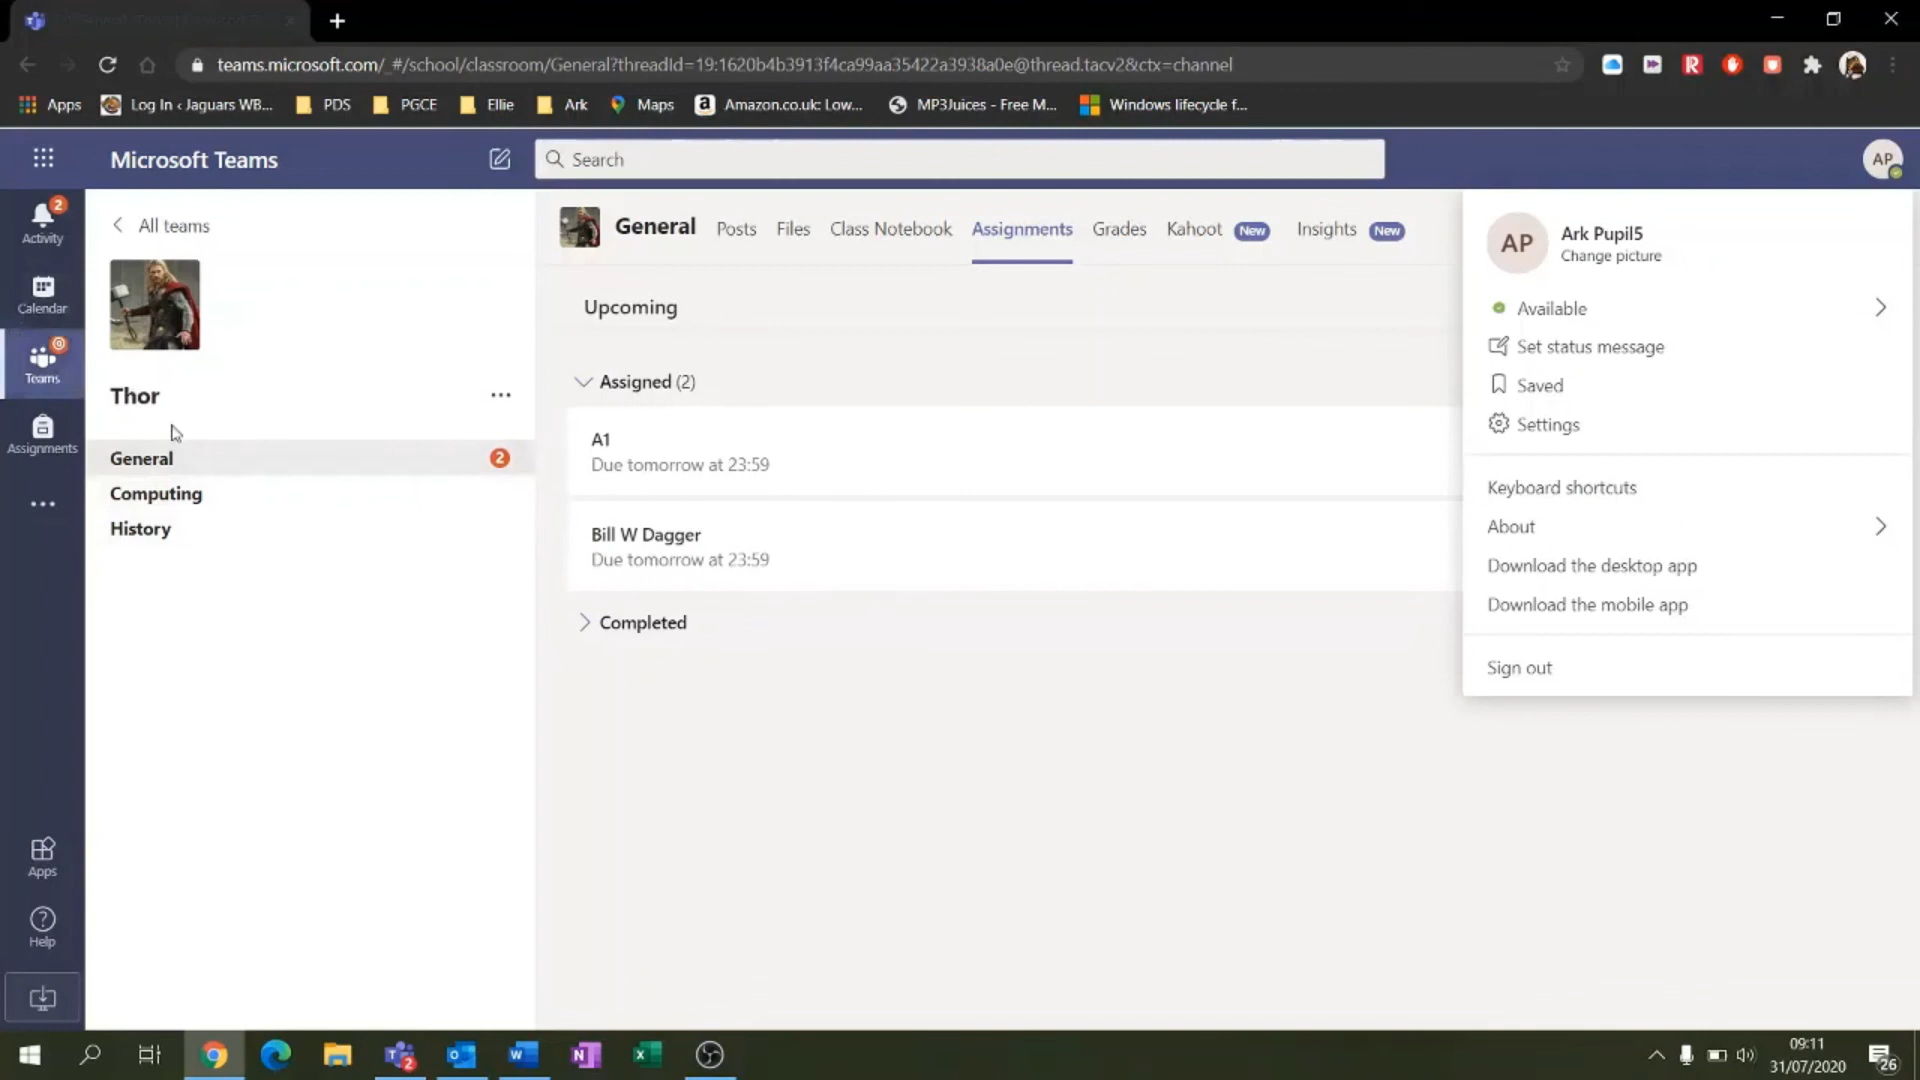 teams.microsoft.com/_#/school/classroom/General?threadId=19:1620b4b3913f4ca99aa35422a3938a0e@thread.tacv2&ctx=channel
Apps Log In ‹ Jaguars WB... PDS PGCE Ellie Ark Maps Amazon.co.uk: Low... MP3Juices - Free M... Windows lifecycle f...
Microsoft Teams Search AP
2
Activity
Calendar
Teams
Assignments
Apps
Help
All teams
Thor ...
General 2
Computing
History
General Posts Files Class Notebook Assignments Grades Kahoot New Insights New
Upcoming
Assigned (2)
A1
Due tomorrow at 23:59
Bill W Dagger
Due tomorrow at 23:59
Completed
AP Ark Pupil5
Change picture
Available
Set status message
Saved
Settings
Keyboard shortcuts
About
Download the desktop app
Download the mobile app
Sign out
2
09:11
31/07/2020
26